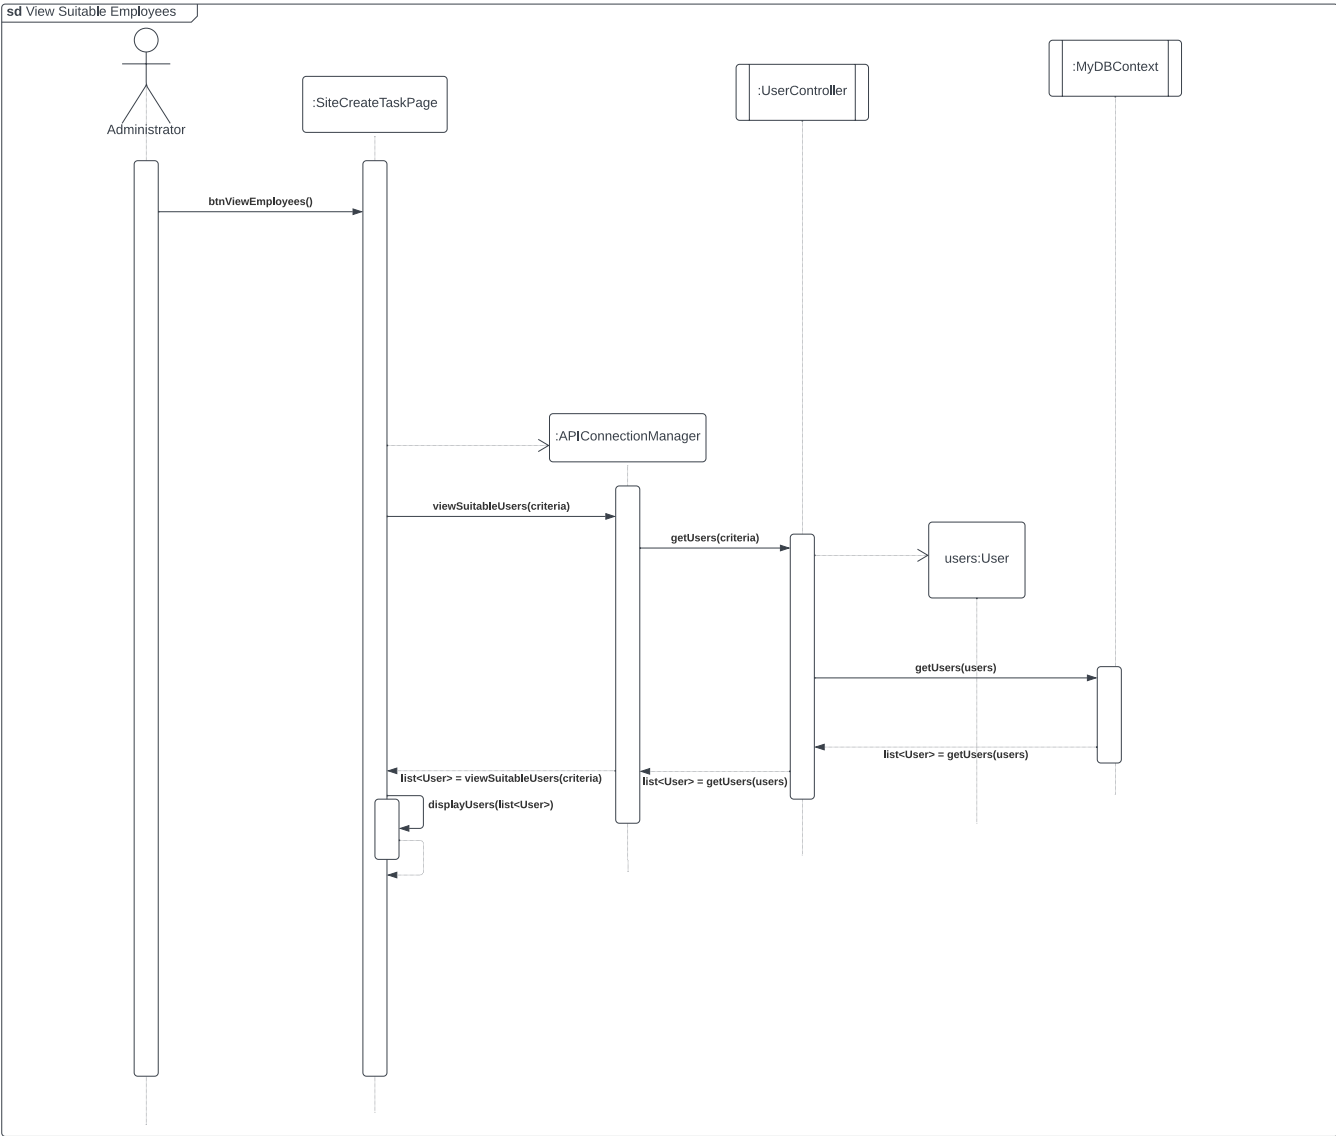 sd View Suitable Employees
:MyDBContext
:UserController
:SiteCreateTaskPage
Administrator
btnViewEmployees()
:APIConnectionManager
viewSuitableUsers(criteria)
getUsers(criteria)
users:User
getUsers(users)
list<User> = getUsers(users)
list<User> = viewSuitableUsers(criteria)
list<User> = getUsers(users)
displayUsers(list<User>)